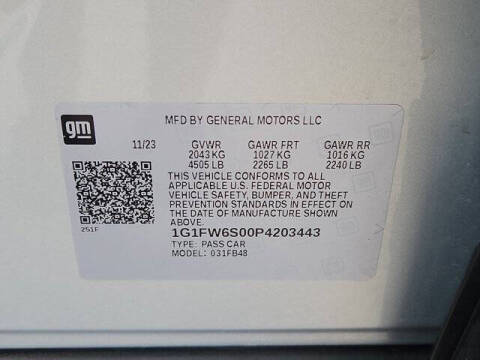 gm
MFD BY GENERAL MOTORS LLC
11/23 GVWR GAWR FRT GAWR RR
2043 KG 1027 KG 1016 KG
4505 LB 2265 LB 2240 LB
THIS VEHICLE CONFORMS TO ALL
APPLICABLE U.S. FEDERAL MOTOR
VEHICLE SAFETY, BUMPER, AND THEFT
PREVENTION STANDARDS IN EFFECT ON THE
DATE OF MANUFACTURE SHOWN
ABOVE.
251F
1G1FW6S00P4203443
TYPE: PASS CAR
MODEL: 031FB48